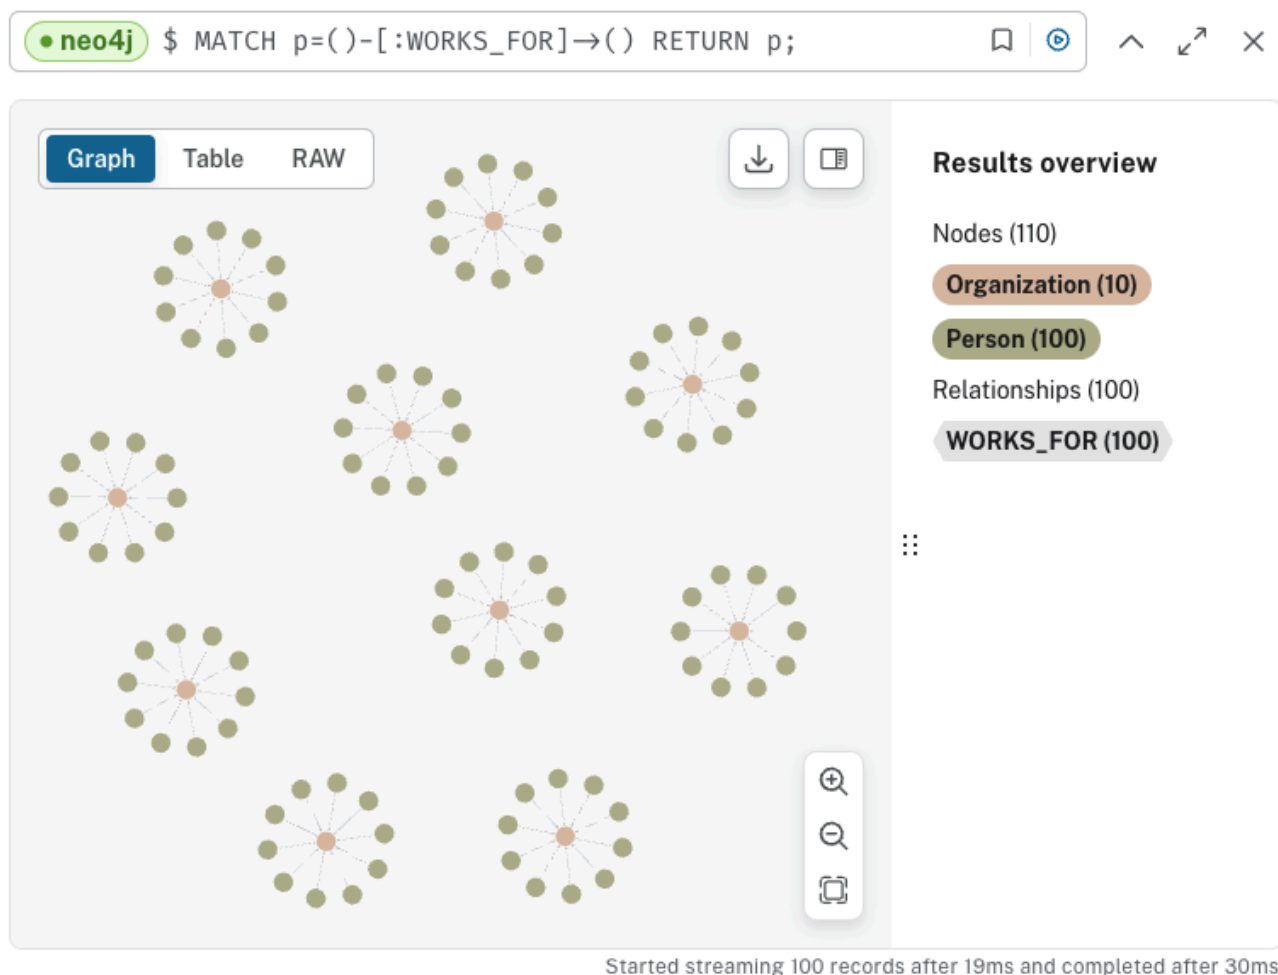 neo4j $ MATCH p=()-[:WORKS_FOR]→() RETURN p;
Graph Table RAW
Results overview
Nodes (110)
Organization (10)
Person (100)
Relationships (100)
WORKS_FOR (100)
Started streaming 100 records after 19ms and completed after 30ms